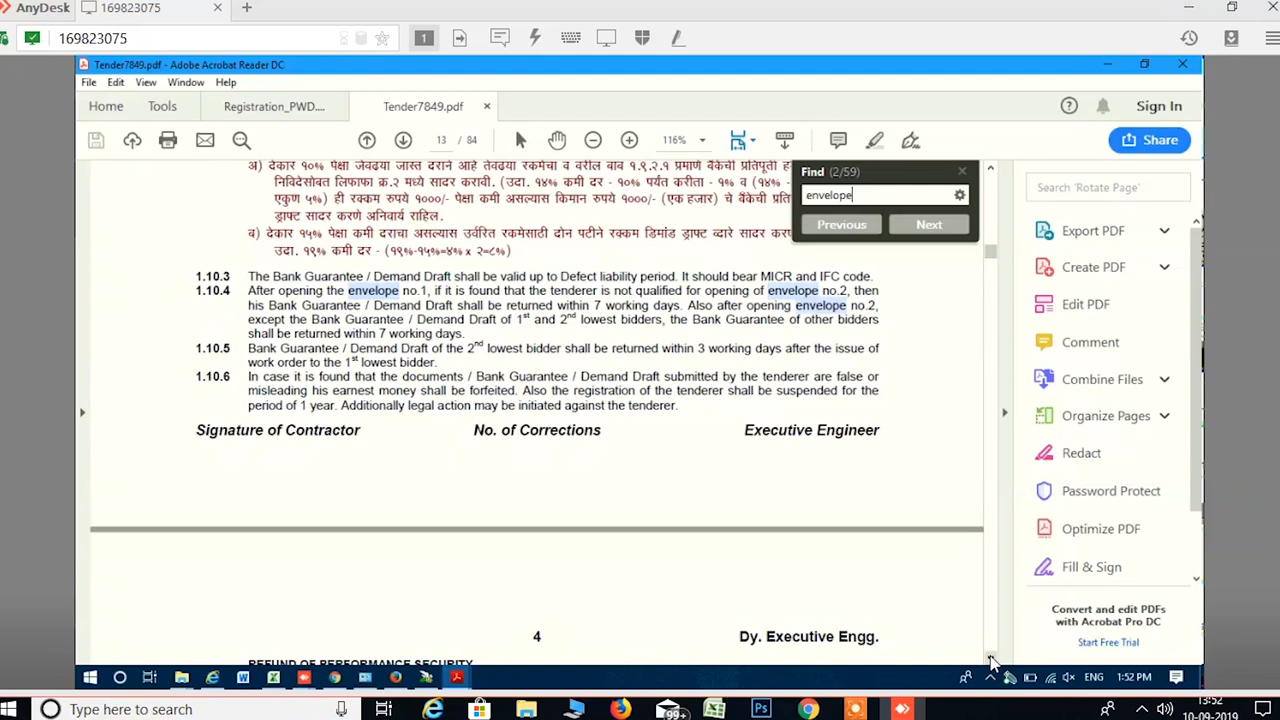 AnyDesk 169823075
169823075 1
Tender7849.pdf - Adobe Acrobat Reader DC
File Edit View Window Help
Home Tools Registration_PWD.... Tender7849.pdf Sign In
13 / 84 116% Share
अ) देकार १०% पेक्षा जेवढया जास्त दराने आहे तेवढया रकमेचा व वरील बाब १.९.२.१ प्रमाणे बँकेची प्रतिपूती ह
निविदेसोबत लिफाफा क्र.२ मध्ये सादर करावी. (उदा. १४% कमी दर - १०% पर्यंत करीता - १% व (१४% -
एकुण ५%) ही रक्कम रुपये १०००/- पेक्षा कमी असल्यास किमान रुपये १०००/- (एक हजार) चे बँकेची प्रति
ड्राफ्ट सादर करणे अनिवार्य राहिल.
ब) देकार १५% पेक्षा कमी दराचा असल्यास उर्वरित रकमेसाठी दोन पटीने रक्कम डिमांड ड्राफ्ट व्दारे सादर करण
उदा. १९% कमी दर - (१९%-१५%=४% x २=८%)
Find (2/59)
envelope
Previous Next
1.10.3 The Bank Guarantee / Demand Draft shall be valid up to Defect liability period. It should bear MICR and IFC code.
1.10.4 After opening the envelope no.1, if it is found that the tenderer is not qualified for opening of envelope no.2, then
his Bank Guarantee / Demand Draft shall be returned within 7 working days. Also after opening envelope no.2,
except the Bank Guarantee / Demand Draft of 1st and 2nd lowest bidders, the Bank Guarantee of other bidders
shall be returned within 7 working days.
1.10.5 Bank Guarantee / Demand Draft of the 2nd lowest bidder shall be returned within 3 working days after the issue of
work order to the 1st lowest bidder.
1.10.6 In case it is found that the documents / Bank Guarantee / Demand Draft submitted by the tenderer are false or
misleading his earnest money shall be forfeited. Also the registration of the tenderer shall be suspended for the
period of 1 year. Additionally legal action may be initiated against the tenderer.
Signature of Contractor No. of Corrections Executive Engineer
4 Dy. Executive Engg.
REFUND OF PERFORMANCE SECURITY
Search 'Rotate Page'
Export PDF
Create PDF
Edit PDF
Comment
Combine Files
Organize Pages
Redact
Password Protect
Optimize PDF
Fill & Sign
Convert and edit PDFs
with Acrobat Pro DC
Start Free Trial
ENG 1:52 PM
Type here to search 99+ ENG 13:52
10-09-2019